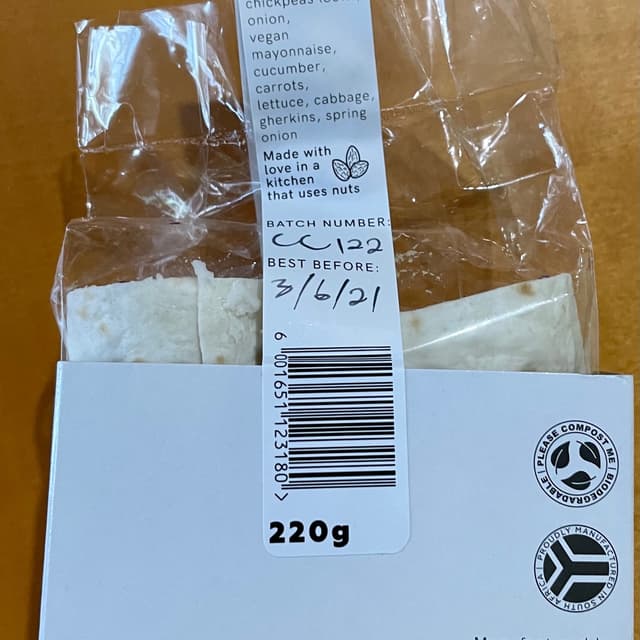 chickpeas
onion,
vegan
mayonnaise,
cucumber,
carrots,
lettuce, cabbage,
gherkins, spring
onion
Made with
love in a
kitchen
that uses nuts
BATCH NUMBER:
CC122
BEST BEFORE:
3/6/21
6 001651 123180 >
220g
PLEASE COMPOST ME | BIODEGRADABLE |
PROUDLY MANUFACTURED IN SOUTH AFRICA |